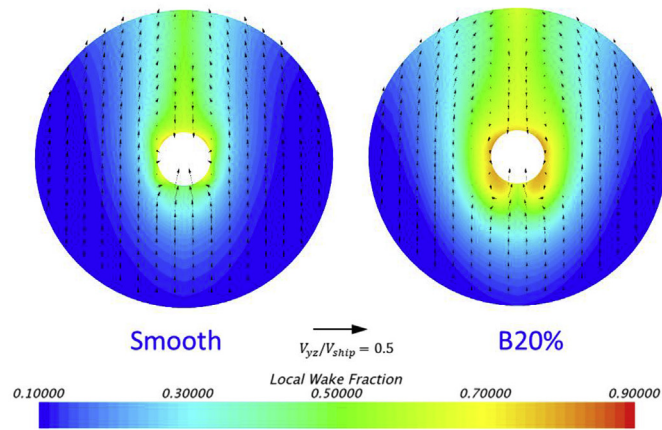 Smooth
B20%
V_yz/V_ship = 0.5
Local Wake Fraction
0.10000 0.30000 0.50000 0.70000 0.90000